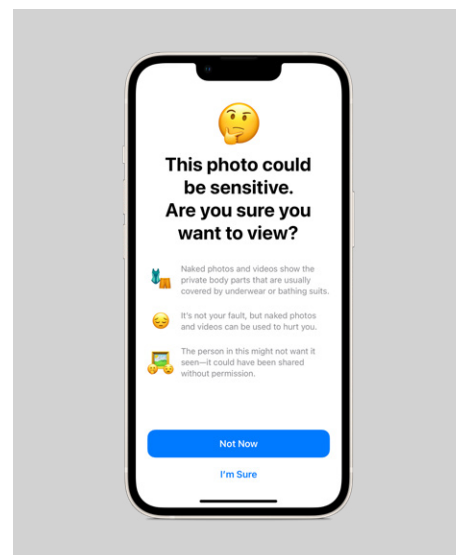 This photo could
be sensitive.
Are you sure you
want to view?
Naked photos and videos show the
private body parts that are usually
covered by underwear or bathing suits.
It's not your fault, but naked photos
and videos can be used to hurt you.
The person in this might not want it
seen—it could have been shared
without permission.
Not Now
I'm Sure